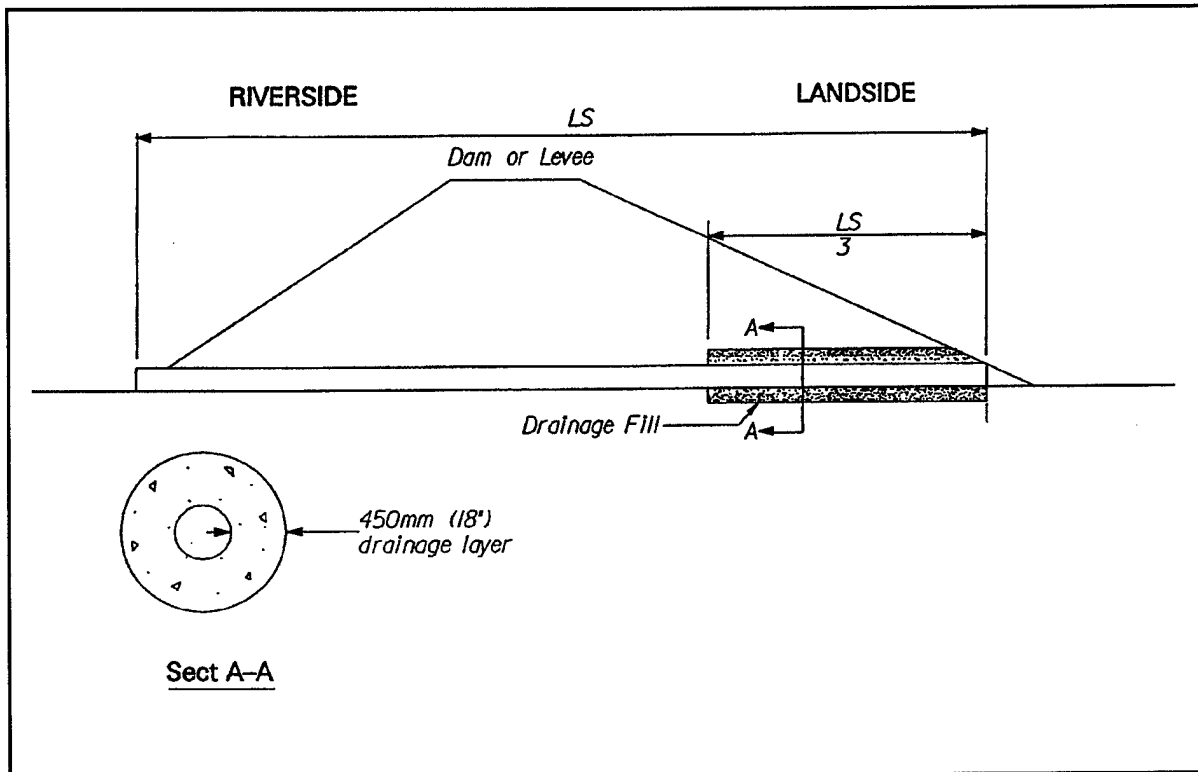 RIVERSIDE
LANDSIDE
LS
Dam or Levee
LS
3
A
Drainage Fill
A
450mm (18")
drainage layer
Sect A–A